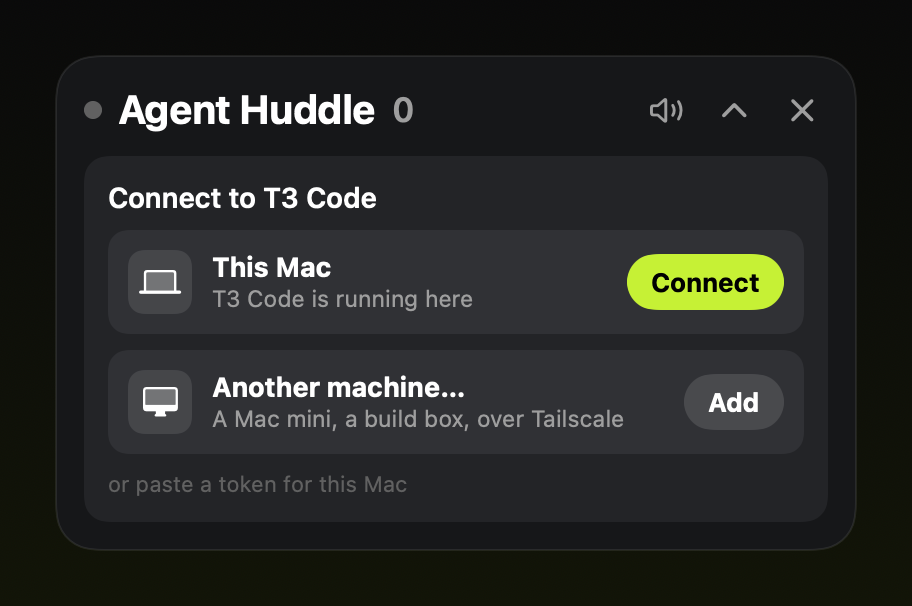 Agent Huddle 0
Connect to T3 Code
This Mac
T3 Code is running here
Connect
Another machine...
A Mac mini, a build box, over Tailscale
Add
or paste a token for this Mac